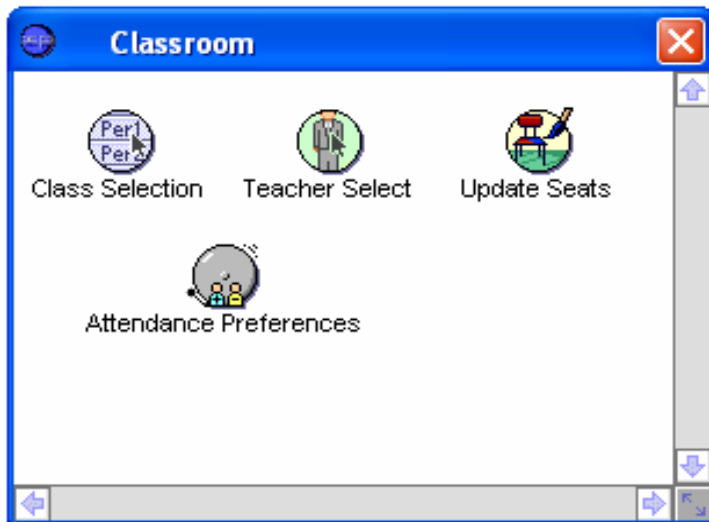 Classroom
Per1
Per2
Class Selection
Teacher Select
Update Seats
Attendance Preferences